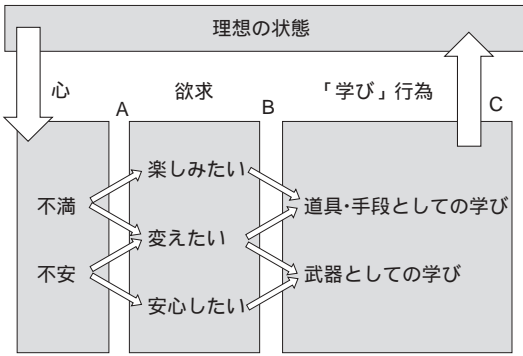 理想の状態
心
A
欲求
B
「学び」行為
C
不満
不安
楽しみたい
変えたい
安心したい
道具・手段としての学び
武器としての学び